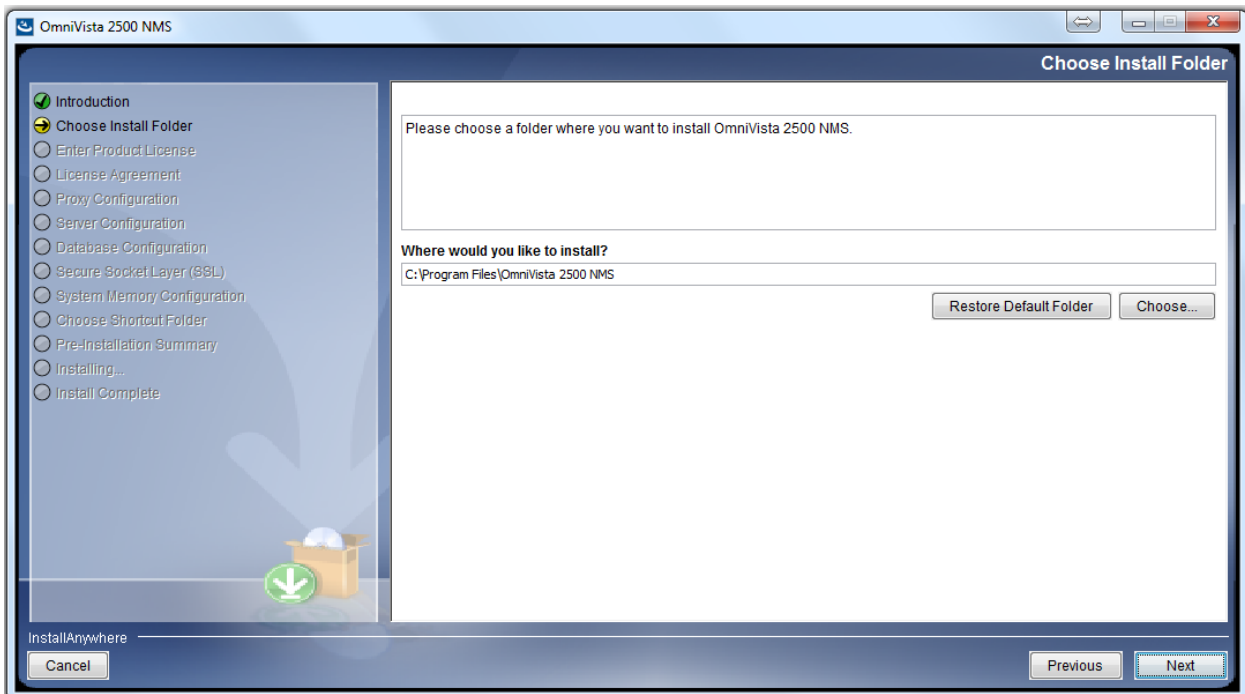 OmniVista 2500 NMS
Choose Install Folder
Introduction
Choose Install Folder
Enter Product License
License Agreement
Proxy Configuration
Server Configuration
Database Configuration
Secure Socket Layer (SSL)
System Memory Configuration
Choose Shortcut Folder
Pre-Installation Summary
Installing...
Install Complete
Please choose a folder where you want to install OmniVista 2500 NMS.
Where would you like to install?
C:\Program Files\OmniVista 2500 NMS
Restore Default Folder Choose...
InstallAnywhere
Cancel Previous Next